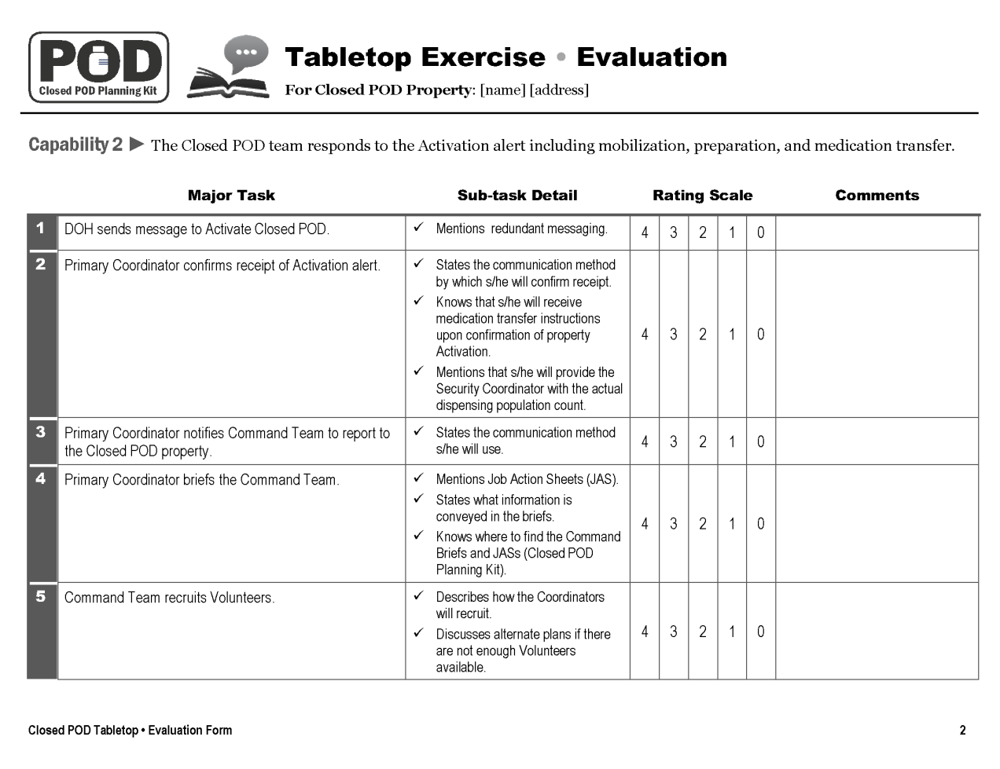 POD
Closed POD Planning Kit
Tabletop Exercise • Evaluation
For Closed POD Property: [name] [address]
Capability 2 ► The Closed POD team responds to the Activation alert including mobilization, preparation, and medication transfer.
Major Task Sub-task Detail Rating Scale Comments
1 DOH sends message to Activate Closed POD. ✓ Mentions redundant messaging. 4 3 2 1 0
2 Primary Coordinator confirms receipt of Activation alert. ✓ States the communication method
by which s/he will confirm receipt.
✓ Knows that s/he will receive
medication transfer instructions
upon confirmation of property
Activation.
4 3 2 1 0
✓ Mentions that s/he will provide the
Security Coordinator with the actual
dispensing population count.
3 Primary Coordinator notifies Command Team to report to
the Closed POD property.
✓ States the communication method
s/he will use.
4 3 2 1 0
4 Primary Coordinator briefs the Command Team. ✓ Mentions Job Action Sheets (JAS).
✓ States what information is
conveyed in the briefs.
✓ Knows where to find the Command
Briefs and JASs (Closed POD
Planning Kit).
4 3 2 1 0
5 Command Team recruits Volunteers. ✓ Describes how the Coordinators
will recruit.
✓ Discusses alternate plans if there
are not enough Volunteers
available.
4 3 2 1 0
Closed POD Tabletop • Evaluation Form 2